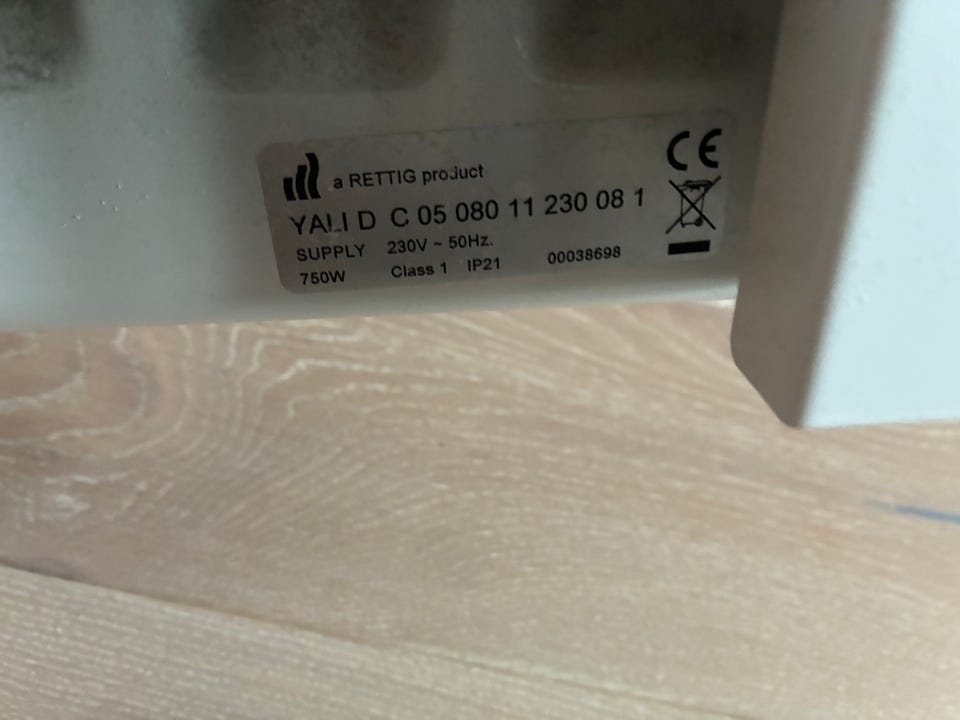 a RETTIG product
CE
YALI D C 05 080 11 230 08 1
SUPPLY 230V ~ 50Hz.
750W Class 1 IP21 00038698